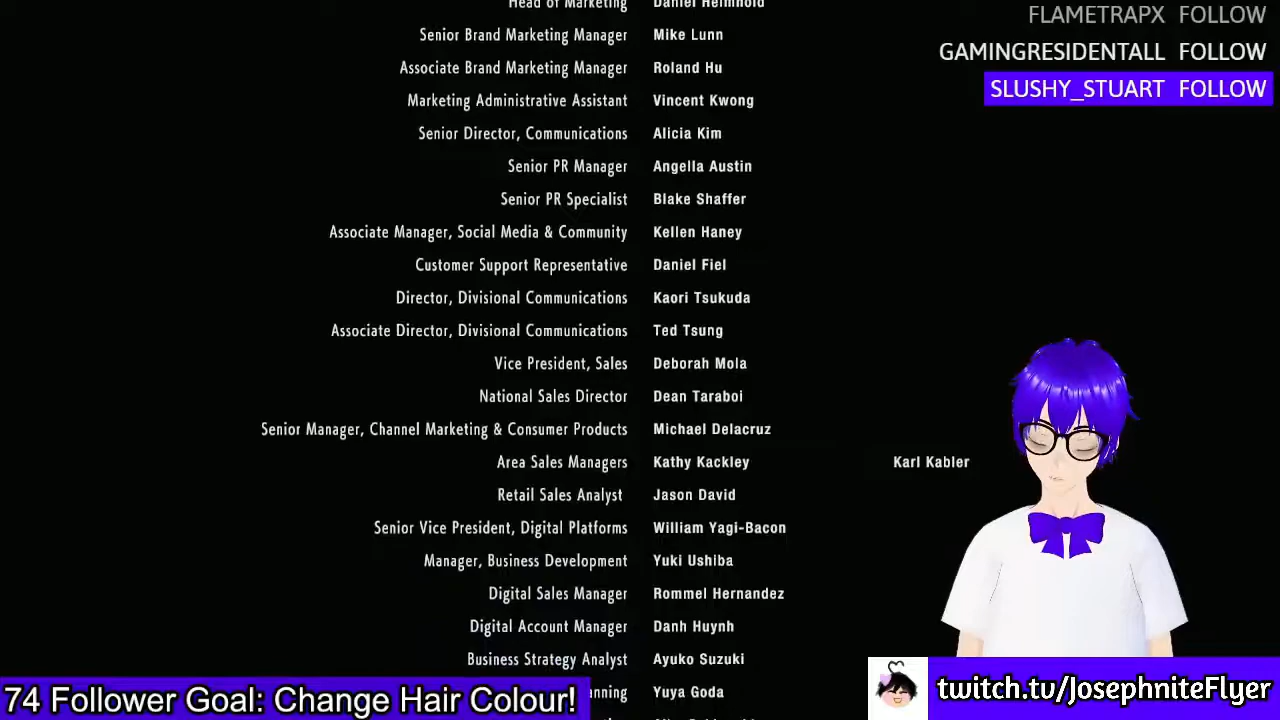 Head of Marketing Daniel Heimhold
FLAMETRAPX FOLLOW
Senior Brand Marketing Manager Mike Lunn
GAMINGRESIDENTALL FOLLOW
Associate Brand Marketing Manager Roland Hu
SLUSHY_STUART FOLLOW
Marketing Administrative Assistant Vincent Kwong
Senior Director, Communications Alicia Kim
Senior PR Manager Angella Austin
Senior PR Specialist Blake Shaffer
Associate Manager, Social Media & Community Kellen Haney
Customer Support Representative Daniel Fiel
Director, Divisional Communications Kaori Tsukuda
Associate Director, Divisional Communications Ted Tsung
Vice President, Sales Deborah Mola
National Sales Director Dean Taraboi
Senior Manager, Channel Marketing & Consumer Products Michael Delacruz
Area Sales Managers Kathy Kackley Karl Kabler
Retail Sales Analyst Jason David
Senior Vice President, Digital Platforms William Yagi-Bacon
Manager, Business Development Yuki Ushiba
Digital Sales Manager Rommel Hernandez
Digital Account Manager Danh Huynh
Business Strategy Analyst Ayuko Suzuki
nning Yuya Goda
74 Follower Goal: Change Hair Colour!
twitch.tv/JosephniteFlyer